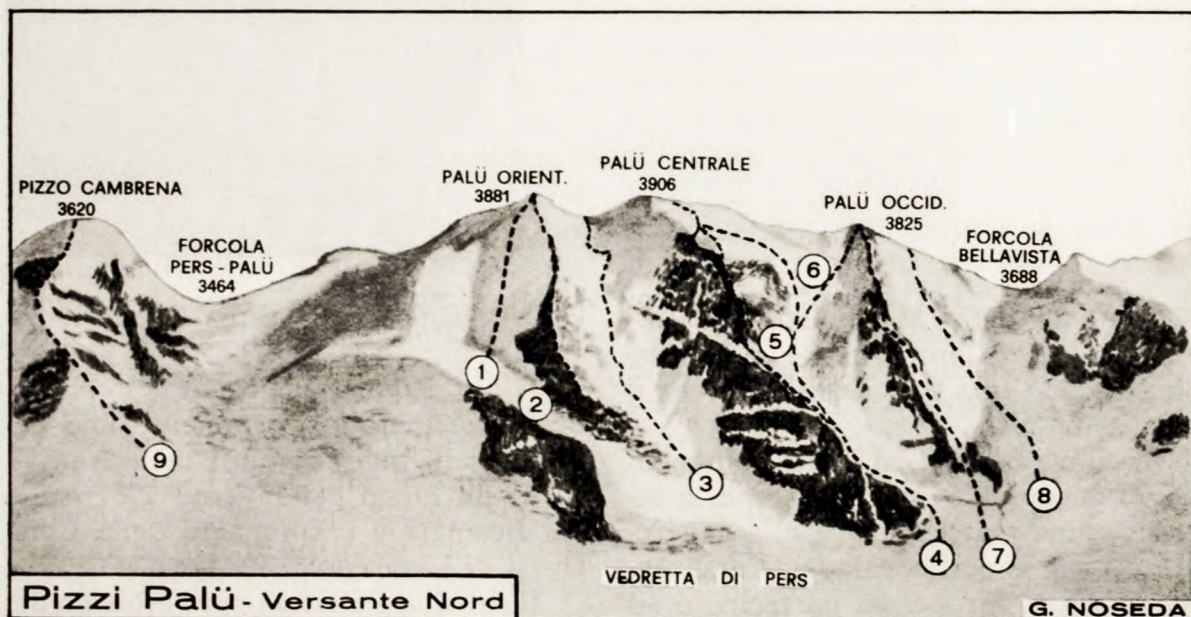 PIZZO CAMBRENA
3620
FORCOLA
PERS - PALÜ
3464
PALÜ ORIENT.
3881
PALÜ CENTRALE
3906
PALÜ OCCID.
3825
FORCOLA
BELLAVISTA
3688
6
5
1
2
9
3
8
4
7
VEDRETTA DI PERS
Pizzi Palü - Versante Nord
G. NOSEDA